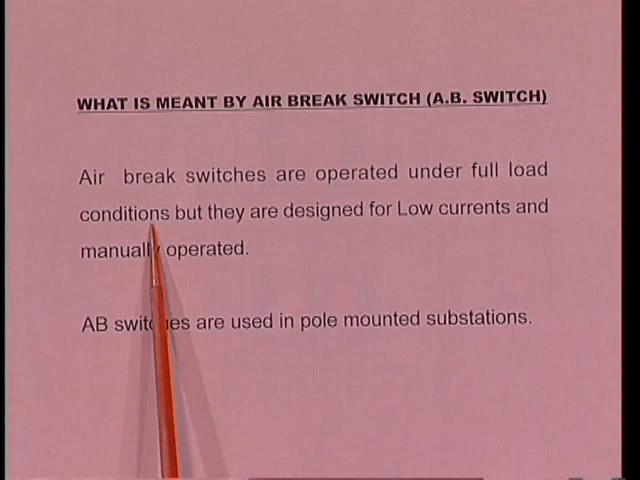 WHAT IS MEANT BY AIR BREAK SWITCH (A.B. SWITCH)
Air break switches are operated under full load
conditions but they are designed for Low currents and
manually operated.
AB switches are used in pole mounted substations.